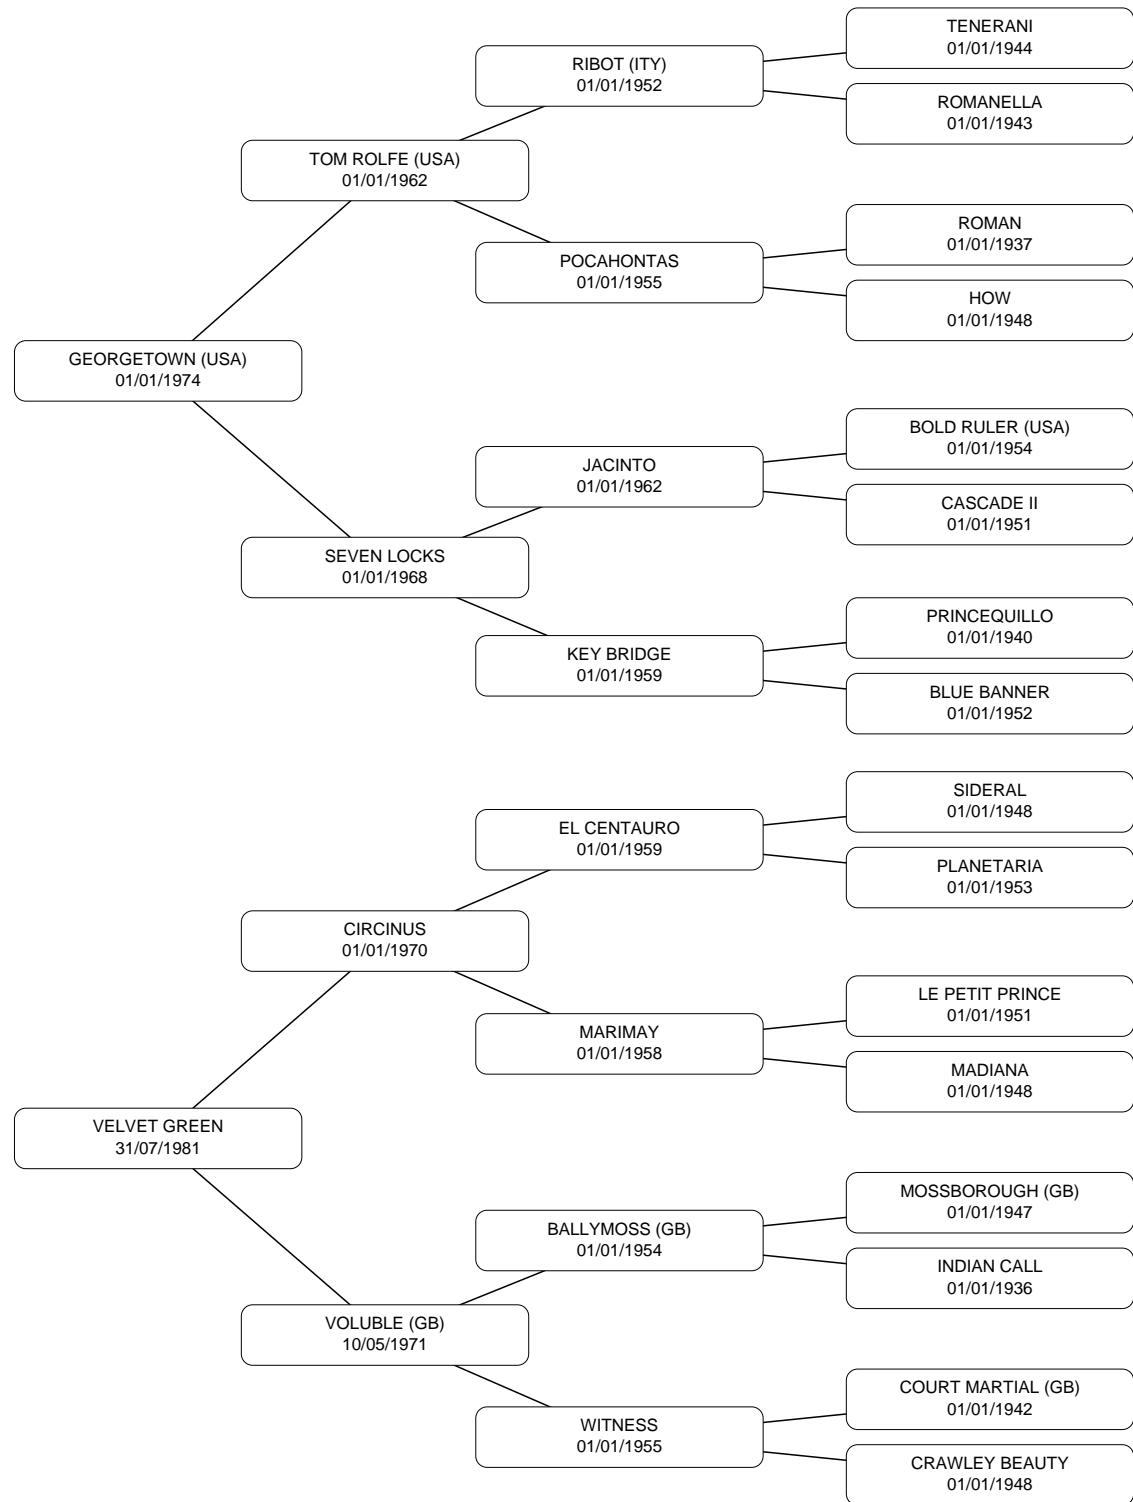 TENERANI
01/01/1944
RIBOT (ITY)
01/01/1952
ROMANELLA
01/01/1943
TOM ROLFE (USA)
01/01/1962
ROMAN
01/01/1937
POCAHONTAS
01/01/1955
HOW
01/01/1948
GEORGETOWN (USA)
01/01/1974
BOLD RULER (USA)
01/01/1954
JACINTO
01/01/1962
CASCADE II
01/01/1951
SEVEN LOCKS
01/01/1968
PRINCEQUILLO
01/01/1940
KEY BRIDGE
01/01/1959
BLUE BANNER
01/01/1952
SIDERAL
01/01/1948
EL CENTAURO
01/01/1959
PLANETARIA
01/01/1953
CIRCINUS
01/01/1970
LE PETIT PRINCE
01/01/1951
MARIMAY
01/01/1958
MADIANA
01/01/1948
VELVET GREEN
31/07/1981
MOSSBOROUGH (GB)
01/01/1947
BALLYMOSS (GB)
01/01/1954
INDIAN CALL
01/01/1936
VOLUBLE (GB)
10/05/1971
COURT MARTIAL (GB)
01/01/1942
WITNESS
01/01/1955
CRAWLEY BEAUTY
01/01/1948